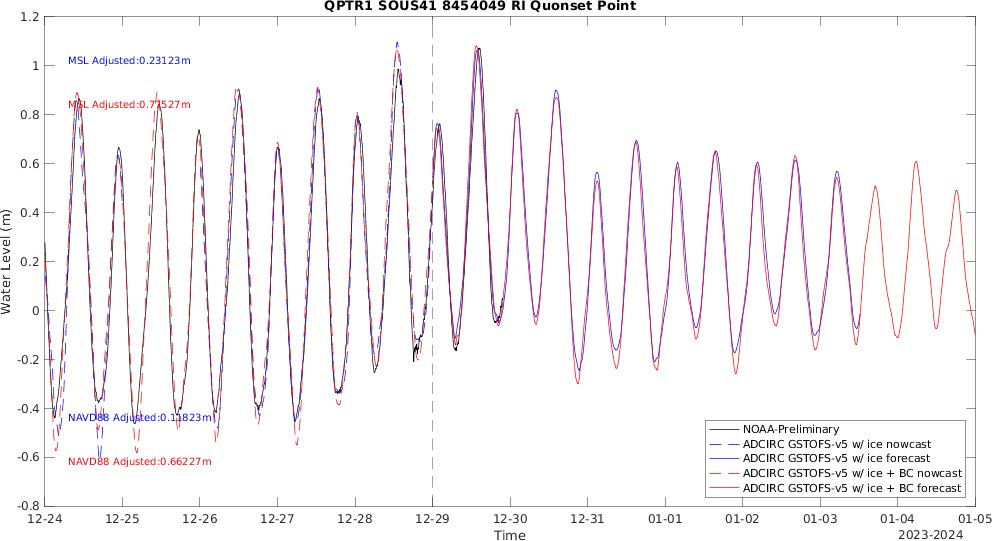 QPTR1 SOUS41 8454049 RI Quonset Point
1.2
1
0.8
0.6
0.4
0.2
0
-0.2
-0.4
-0.6
-0.8
Water Level (m)
MSL Adjusted:0.23123m
MSL Adjusted:0.77527m
NAVD88 Adjusted:0.11823m
NAVD88 Adjusted:0.66227m
NOAA-Preliminary
ADCIRC GSTOFS-v5 w/ ice nowcast
ADCIRC GSTOFS-v5 w/ ice forecast
ADCIRC GSTOFS-v5 w/ ice + BC nowcast
ADCIRC GSTOFS-v5 w/ ice + BC forecast
12-24 12-25 12-26 12-27 12-28 12-29 12-30 12-31 01-01 01-02 01-03 01-04 01-05
Time
2023-2024